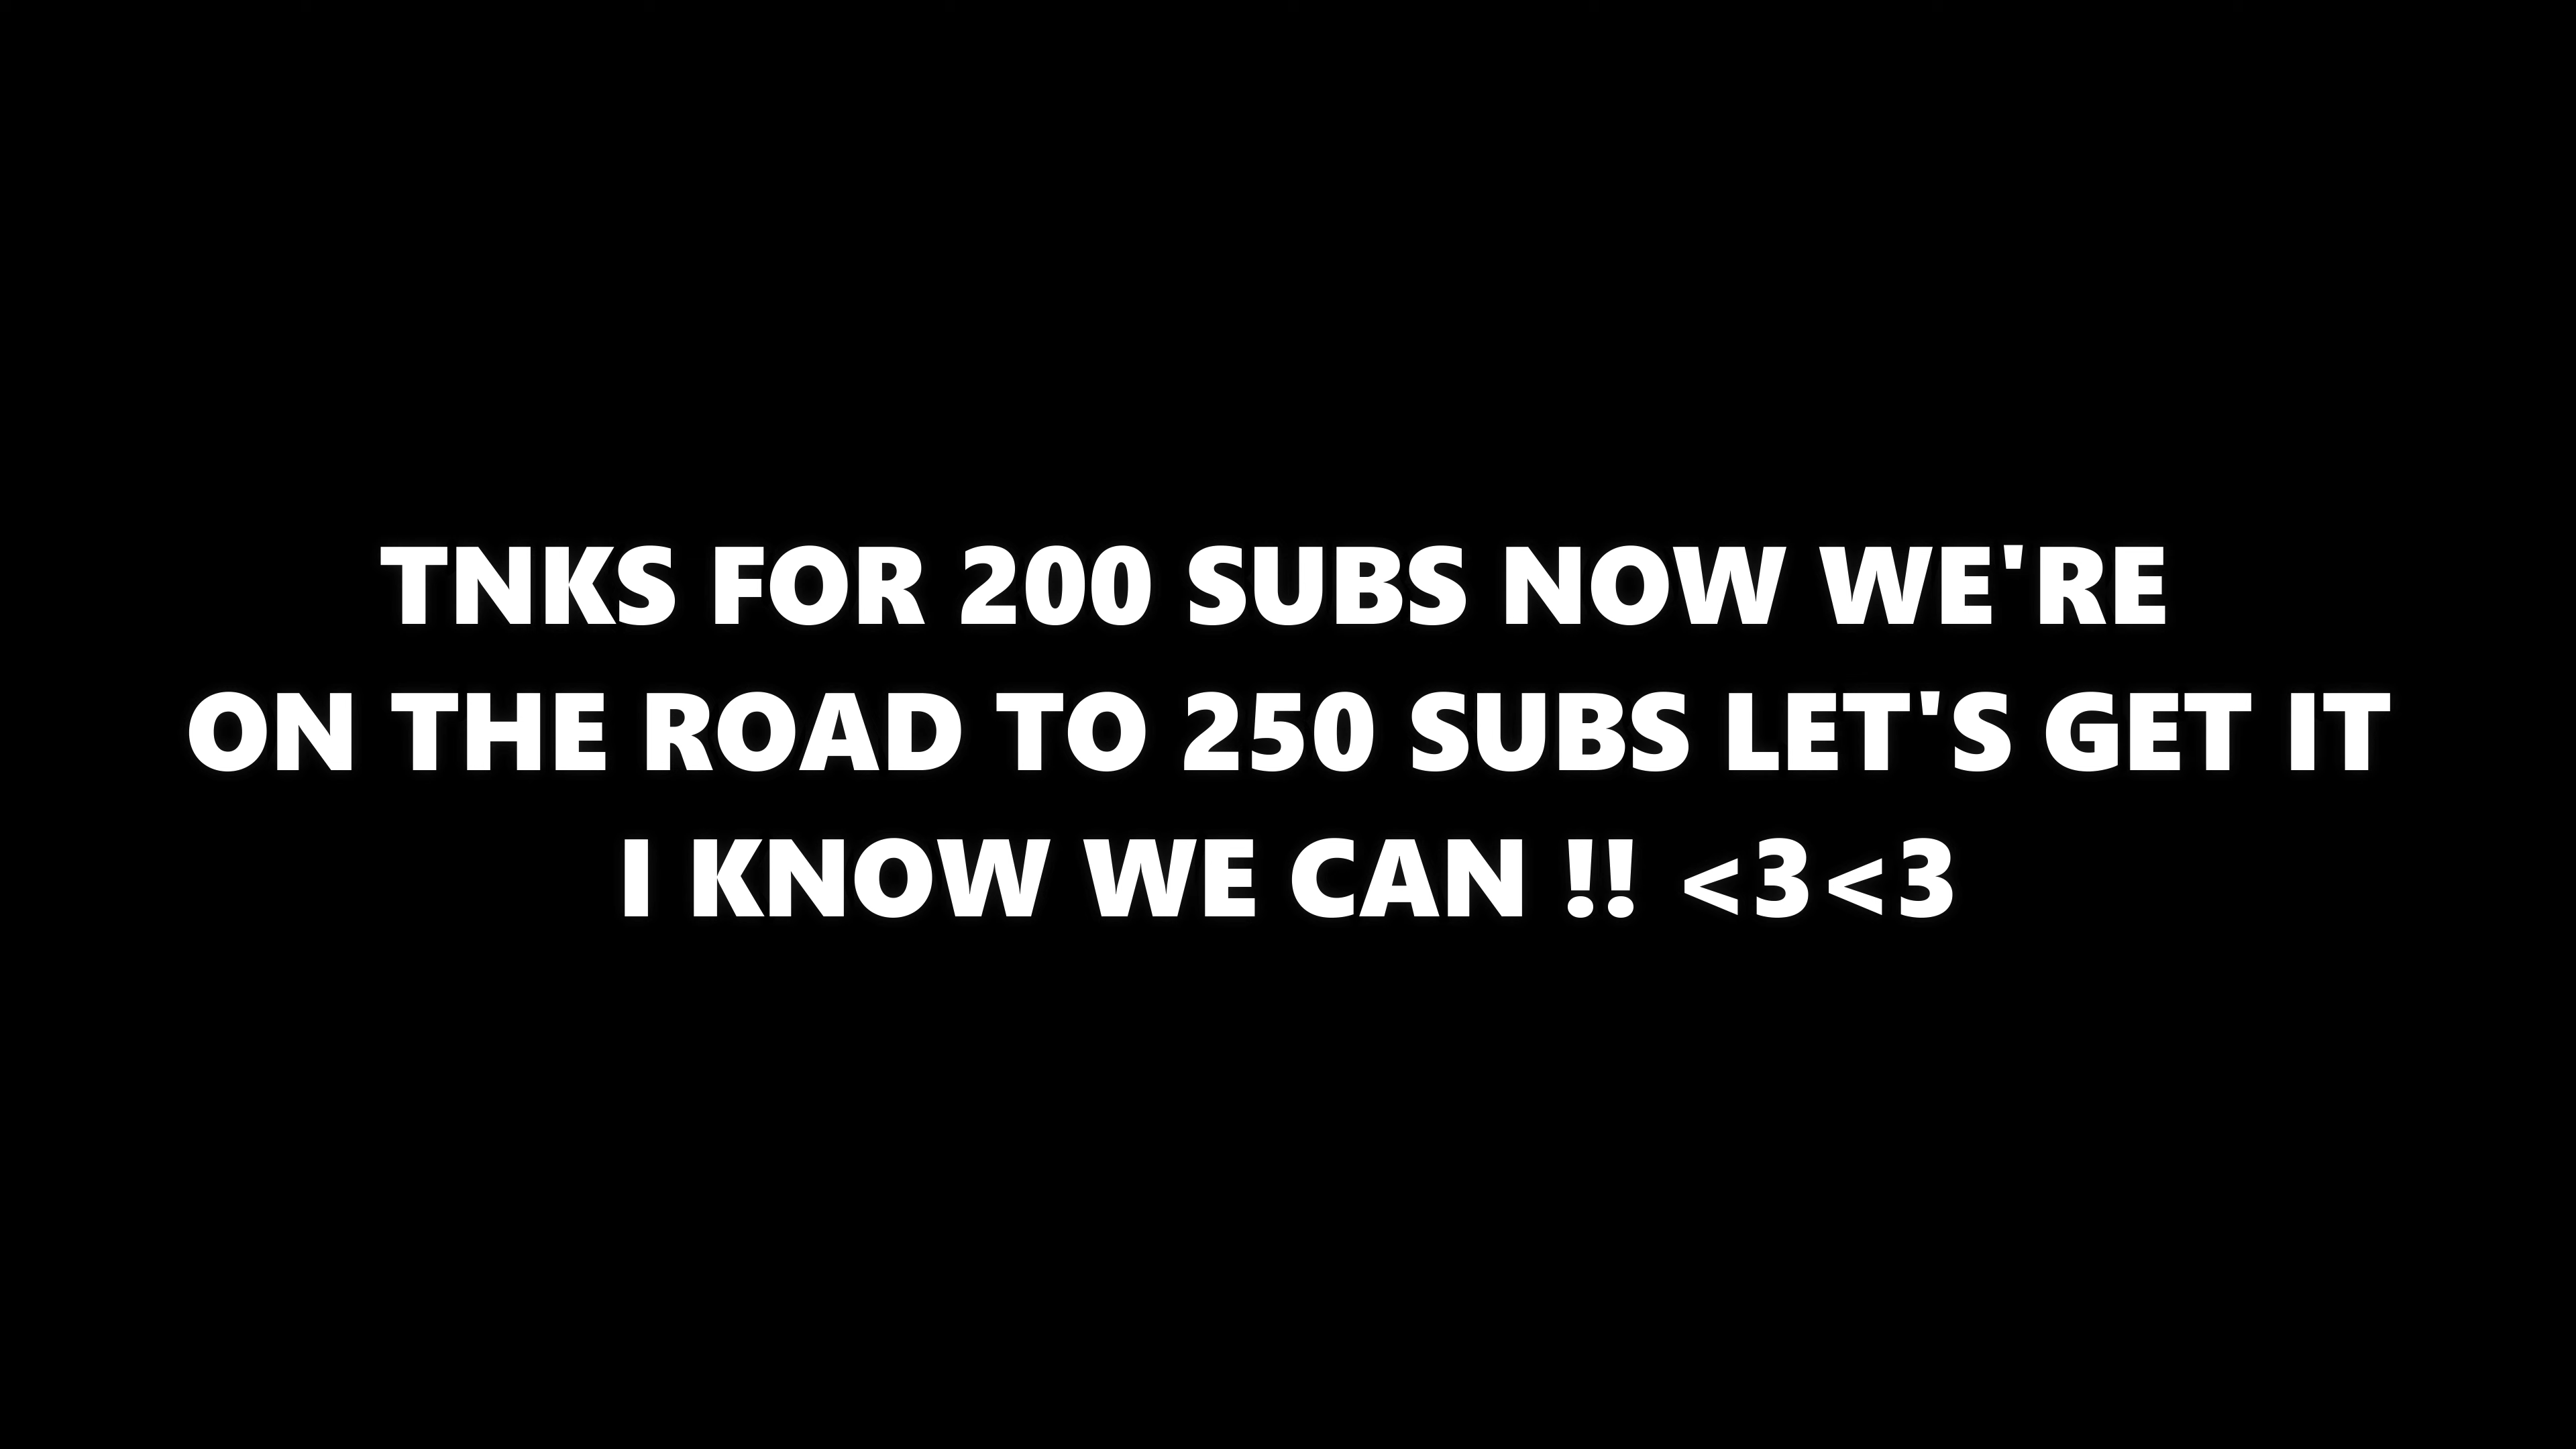 TNKS FOR 200 SUBS NOW WE'RE
ON THE ROAD TO 250 SUBS LET'S GET IT
I KNOW WE CAN !! <3<3